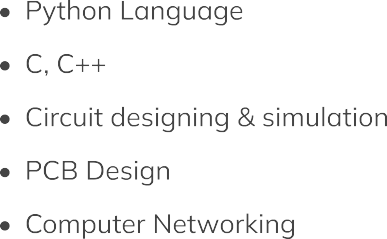 • Python Language
• C, C++
• Circuit designing & simulation
• PCB Design
• Computer Networking